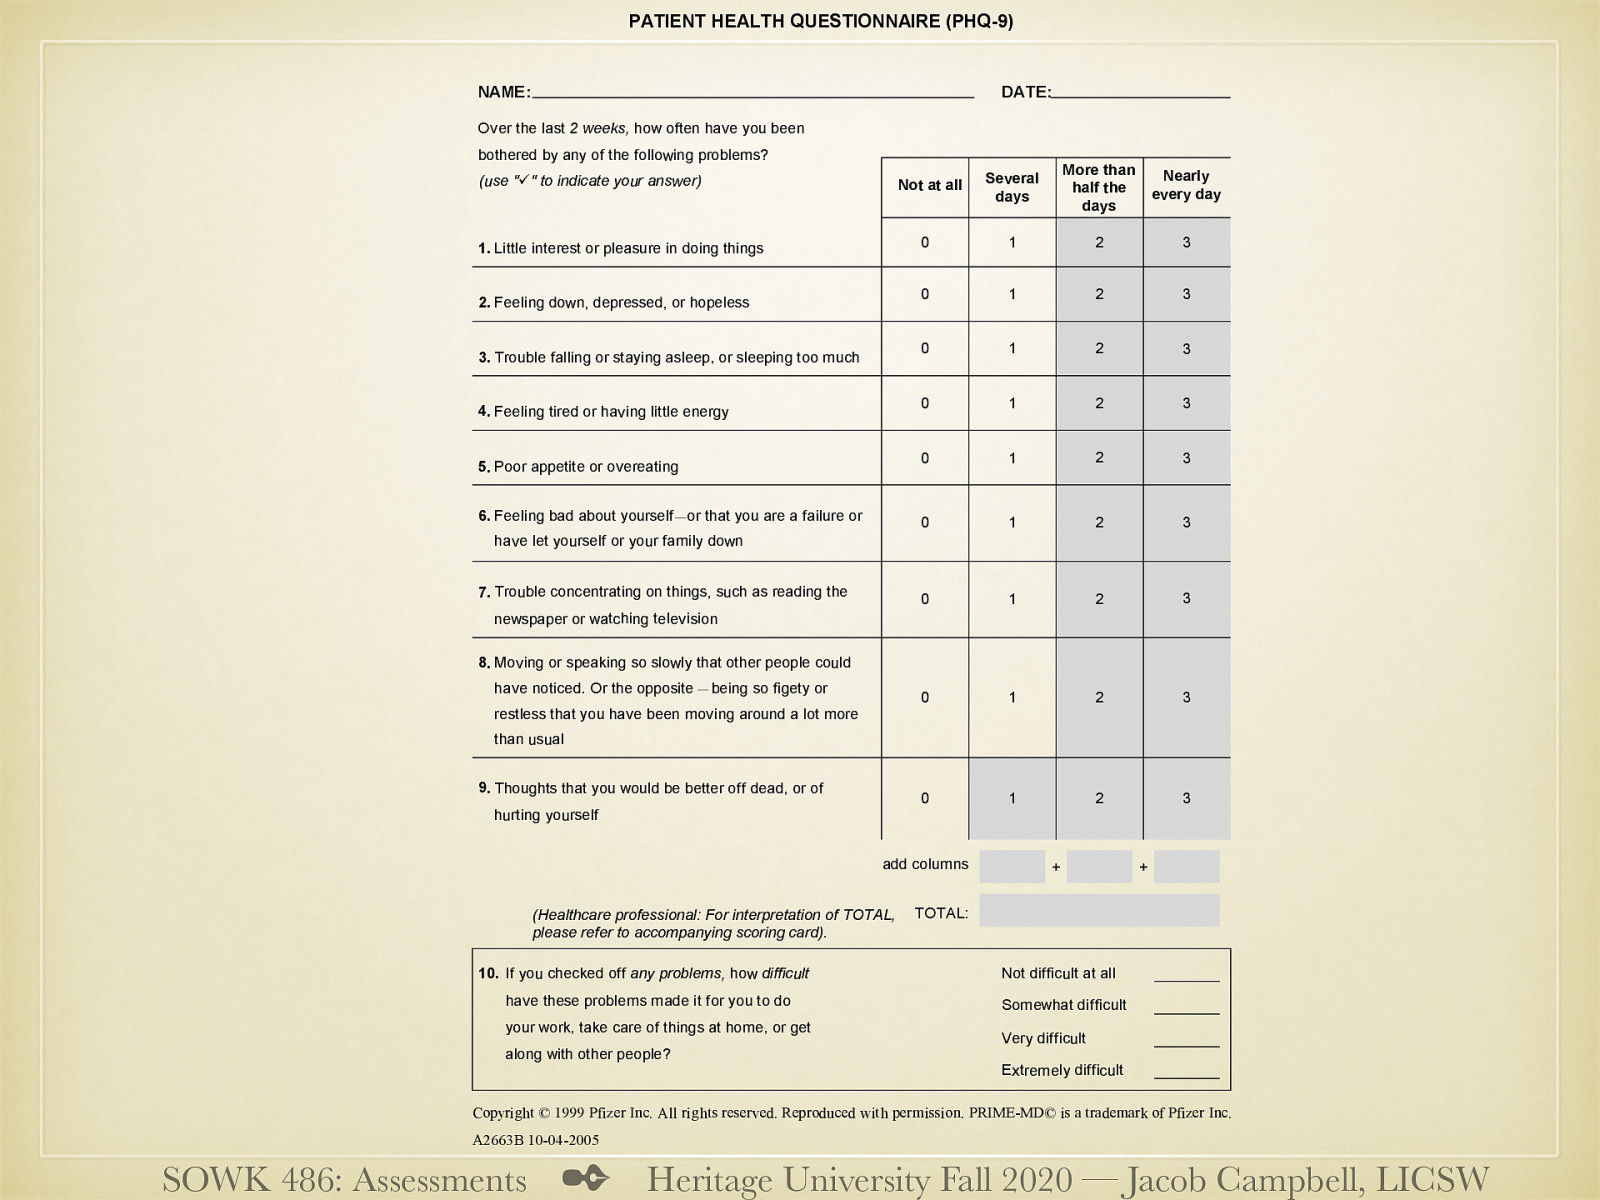 PATIENT HEALTH QUESTIONNAIRE (PHQ-9)
NAME: DATE:
Over the last 2 weeks, how often have you been
bothered by any of the following problems?
(use "✓" to indicate your answer)
Not at all
Several
days
More than
half the
days
Nearly
every day
1. Little interest or pleasure in doing things 0 1 2 3
2. Feeling down, depressed, or hopeless 0 1 2 3
3. Trouble falling or staying asleep, or sleeping too much 0 1 2 3
4. Feeling tired or having little energy 0 1 2 3
5. Poor appetite or overeating 0 1 2 3
6. Feeling bad about yourself—or that you are a failure or
have let yourself or your family down
0 1 2 3
7. Trouble concentrating on things, such as reading the
newspaper or watching television
0 1 2 3
8. Moving or speaking so slowly that other people could
have noticed. Or the opposite — being so figety or
restless that you have been moving around a lot more
than usual
0 1 2 3
9. Thoughts that you would be better off dead, or of
hurting yourself
0 1 2 3
add columns + +
(Healthcare professional: For interpretation of TOTAL,
please refer to accompanying scoring card).
TOTAL:
10. If you checked off any problems, how difficult
have these problems made it for you to do
your work, take care of things at home, or get
along with other people?
Not difficult at all
Somewhat difficult
Very difficult
Extremely difficult
Copyright © 1999 Pfizer Inc. All rights reserved. Reproduced with permission. PRIME-MD© is a trademark of Pfizer Inc.
A2663B 10-04-2005
SOWK 486: Assessments Heritage University Fall 2020 — Jacob Campbell, LICSW